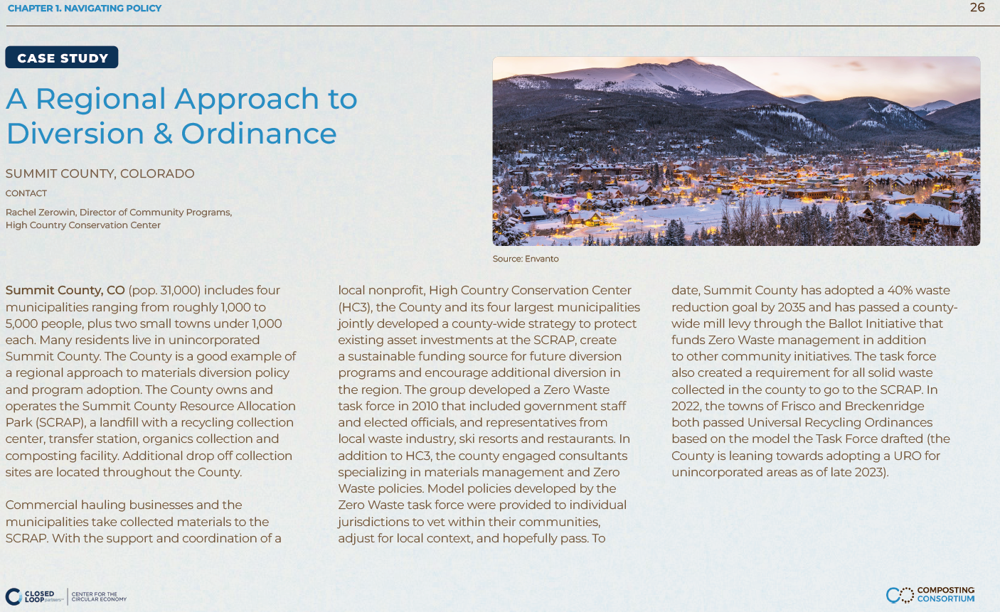 CHAPTER 1. NAVIGATING POLICY
26
CASE STUDY
A Regional Approach to
Diversion & Ordinance
SUMMIT COUNTY, COLORADO
CONTACT
Rachel Zerowin, Director of Community Programs,
High Country Conservation Center
Source: Envanto
Summit County, CO (pop. 31,000) includes four
municipalities ranging from roughly 1,000 to
5,000 people, plus two small towns under 1,000
each. Many residents live in unincorporated
Summit County. The County is a good example of
a regional approach to materials diversion policy
and program adoption. The County owns and
operates the Summit County Resource Allocation
Park (SCRAP), a landfill with a recycling collection
center, transfer station, organics collection and
composting facility. Additional drop off collection
sites are located throughout the County.
Commercial hauling businesses and the
municipalities take collected materials to the
SCRAP. With the support and coordination of a
local nonprofit, High Country Conservation Center
(HC3), the County and its four largest municipalities
jointly developed a county-wide strategy to protect
existing asset investments at the SCRAP, create
a sustainable funding source for future diversion
programs and encourage additional diversion in
the region. The group developed a Zero Waste
task force in 2010 that included government staff
and elected officials, and representatives from
local waste industry, ski resorts and restaurants. In
addition to HC3, the county engaged consultants
specializing in materials management and Zero
Waste policies. Model policies developed by the
Zero Waste task force were provided to individual
jurisdictions to vet within their communities,
adjust for local context, and hopefully pass. To
date, Summit County has adopted a 40% waste
reduction goal by 2035 and has passed a county-
wide mill levy through the Ballot Initiative that
funds Zero Waste management in addition
to other community initiatives. The task force
also created a requirement for all solid waste
collected in the county to go to the SCRAP. In
2022, the towns of Frisco and Breckenridge
both passed Universal Recycling Ordinances
based on the model the Task Force drafted (the
County is leaning towards adopting a URO for
unincorporated areas as of late 2023).
CLOSED
LOOP partners
CENTER FOR THE
CIRCULAR ECONOMY
COMPOSTING
CONSORTIUM